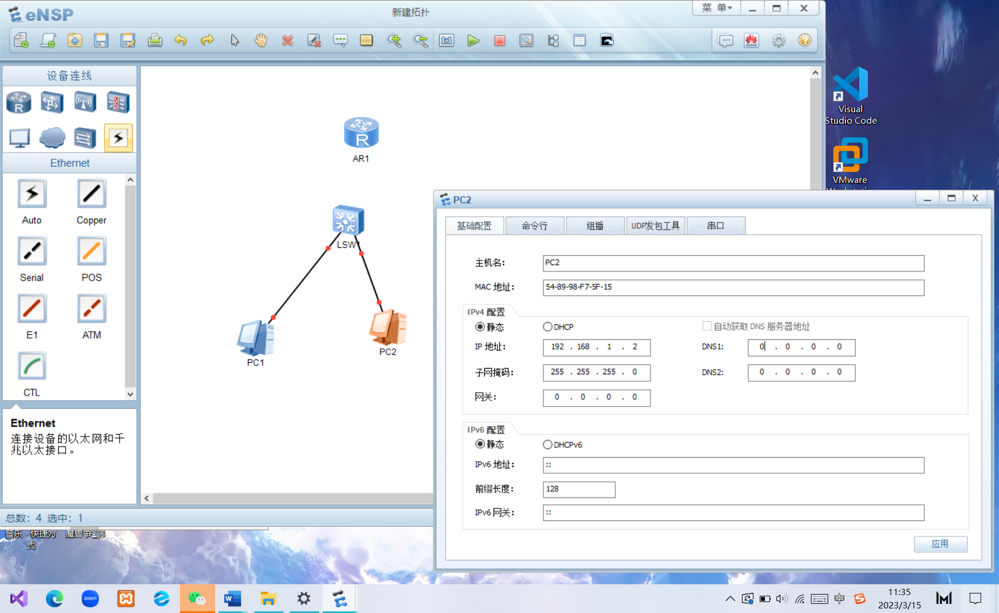 eNSP
新建拓扑
菜 单
1:1
设备连线
R
Ethernet
Auto
Copper
Serial
POS
E1
ATM
CTL
Ethernet
连接设备的以太网和千
兆以太接口。
R
AR1
LSW1
PC1
PC2
总数: 4 选中: 1
PC2
基础配置
命令行
组播
UDP发包工具
串口
主机名:
PC2
MAC 地址:
54-89-98-F7-5F-15
IPv4 配置
静态
DHCP
自动获取 DNS 服务器地址
IP 地址:
192 . 168 . 1 . 2
DNS1:
0 . 0 . 0 . 0
子网掩码:
255 . 255 . 255 . 0
DNS2:
0 . 0 . 0 . 0
网关:
0 . 0 . 0 . 0
IPv6 配置
静态
DHCPv6
IPv6 地址:
::
前缀长度:
128
IPv6 网关:
::
应用
Visual
Studio Code
VMware
音乐 - 快捷方
式
魔兽争霸3
zoom
W
中
S
11:35
2023/3/15